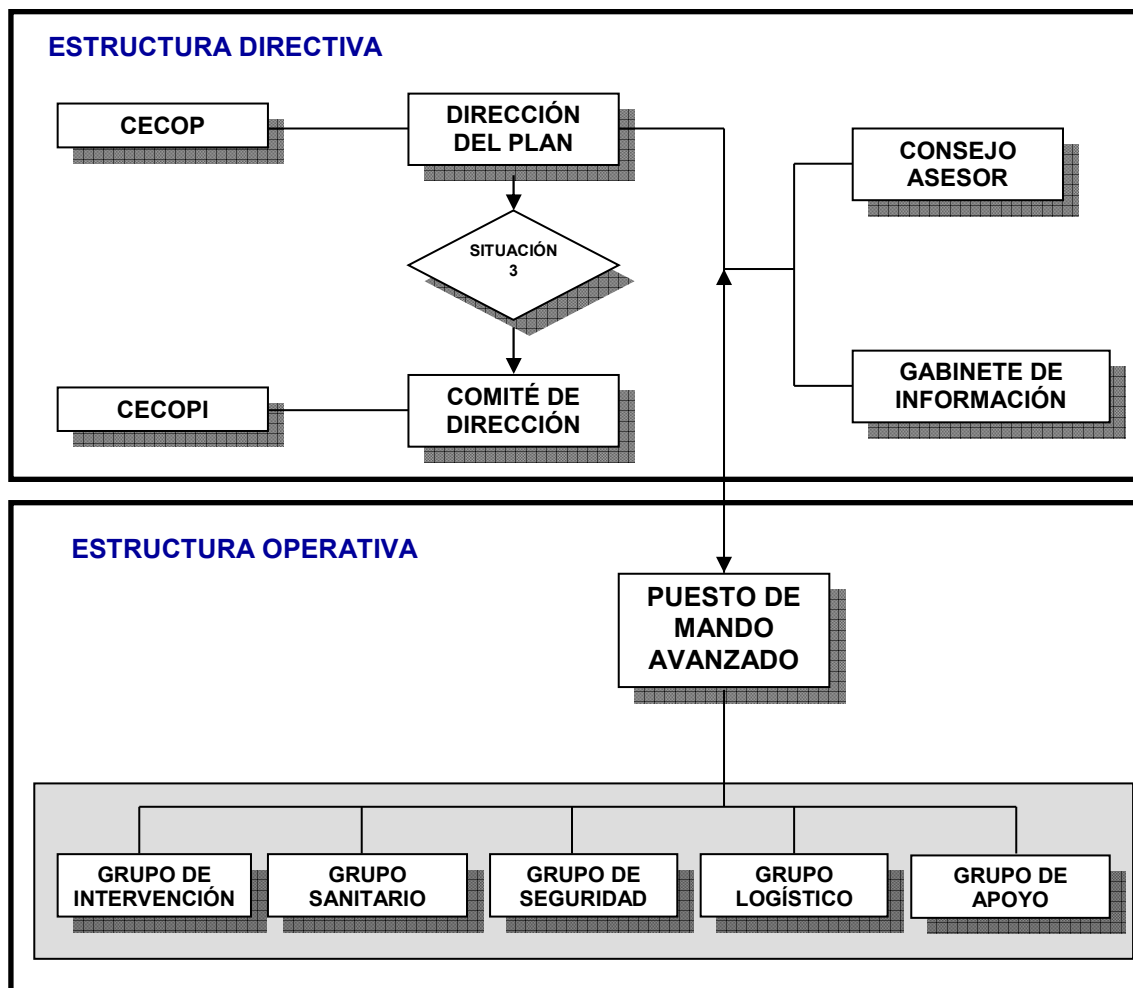 ESTRUCTURA DIRECTIVA
CECOP
DIRECCIÓN
DEL PLAN
CONSEJO
ASESOR
SITUACIÓN
3
CECOPI
COMITÉ DE
DIRECCIÓN
GABINETE DE
INFORMACIÓN
ESTRUCTURA OPERATIVA
PUESTO DE
MANDO
AVANZADO
GRUPO DE
INTERVENCIÓN
GRUPO
SANITARIO
GRUPO DE
SEGURIDAD
GRUPO
LOGÍSTICO
GRUPO DE
APOYO